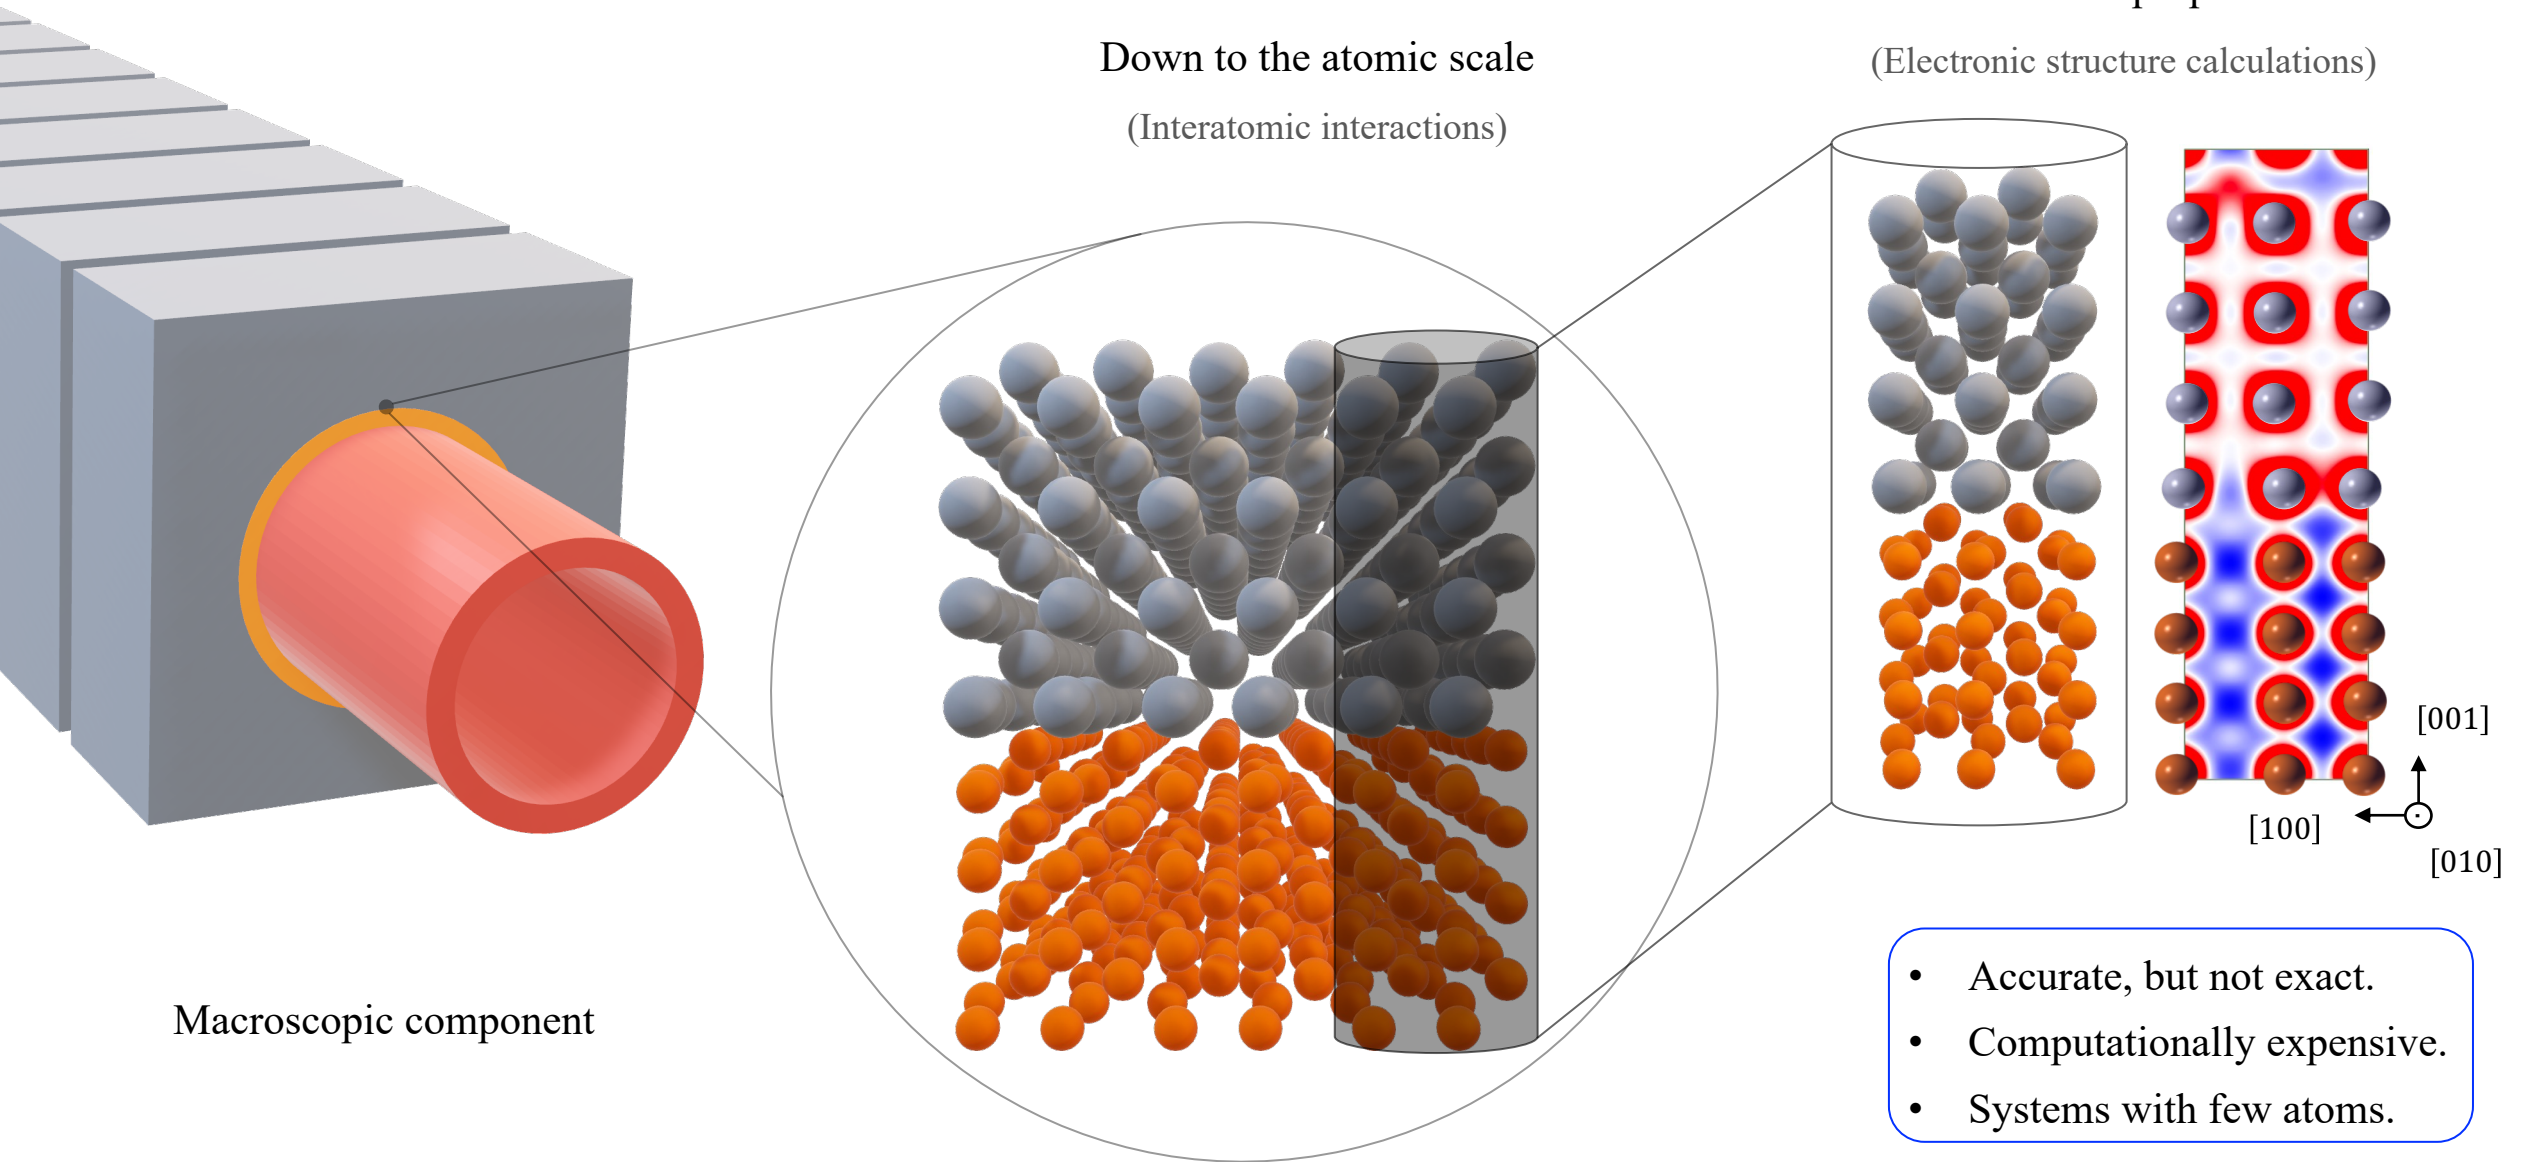 Down to the atomic scale
(Interatomic interactions)
(Electronic structure calculations)
Macroscopic component
[001]
[100]
[010]
• Accurate, but not exact.
• Computationally expensive.
• Systems with few atoms.